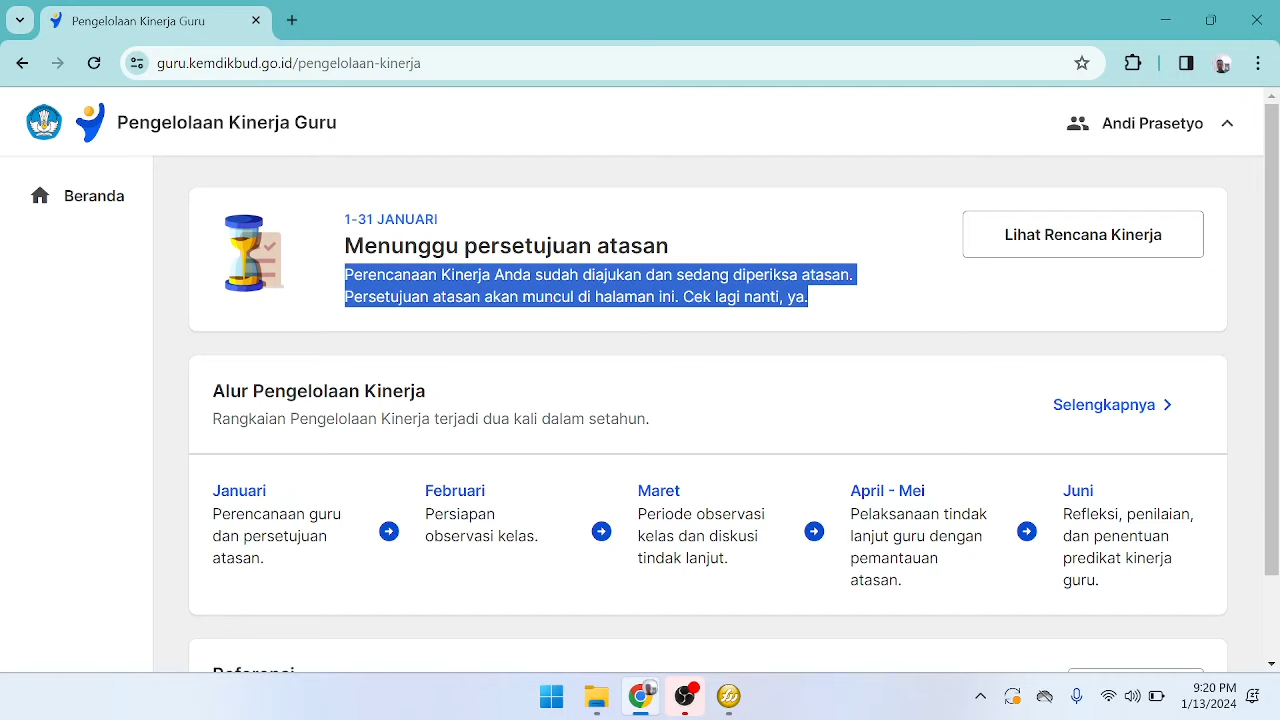 Pengelolaan Kinerja Guru
guru.kemdikbud.go.id/pengelolaan-kinerja
Pengelolaan Kinerja Guru
Andi Prasetyo
Beranda
1-31 JANUARI
Menunggu persetujuan atasan
Perencanaan Kinerja Anda sudah diajukan dan sedang diperiksa atasan.
Persetujuan atasan akan muncul di halaman ini. Cek lagi nanti, ya.
Lihat Rencana Kinerja
Alur Pengelolaan Kinerja
Rangkaian Pengelolaan Kinerja terjadi dua kali dalam setahun.
Selengkapnya
Januari
Perencanaan guru
dan persetujuan
atasan.
Februari
Persiapan
observasi kelas.
Maret
Periode observasi
kelas dan diskusi
tindak lanjut.
April - Mei
Pelaksanaan tindak
lanjut guru dengan
pemantauan
atasan.
Juni
Refleksi, penilaian,
dan penentuan
predikat kinerja
guru.
Referensi
9:20 PM
1/13/2024